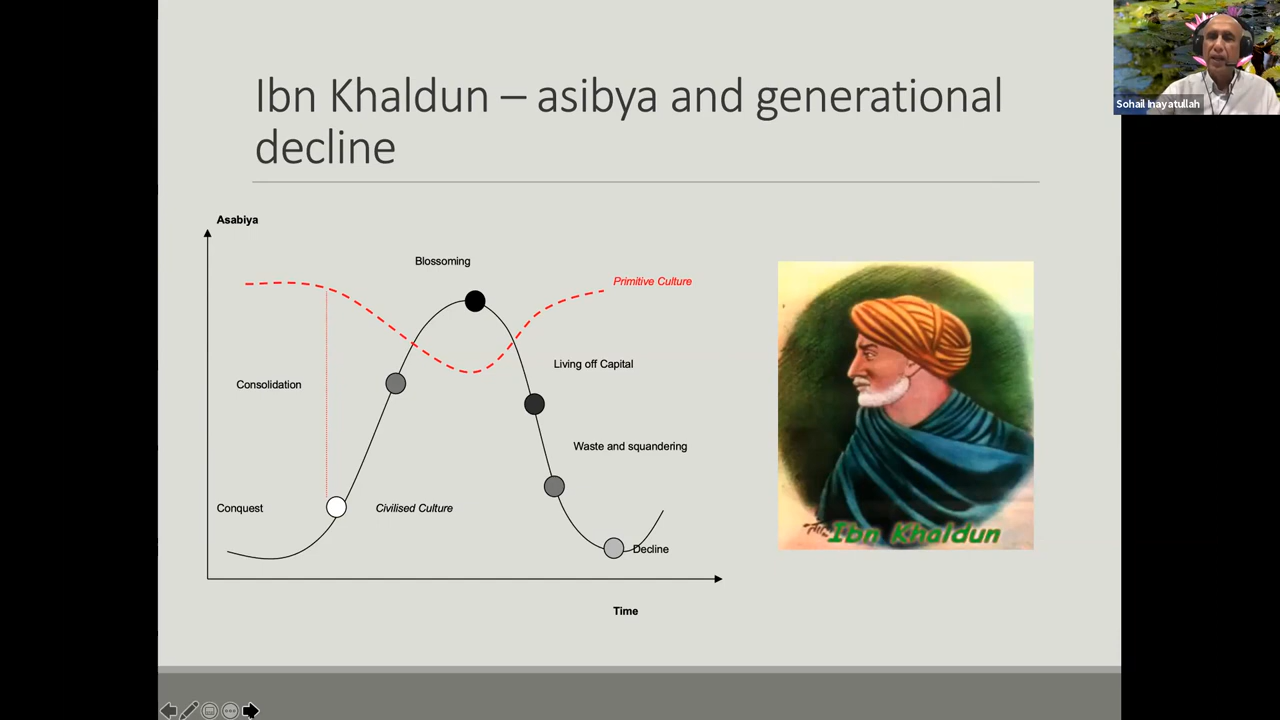 Ibn Khaldun – asibya and generational
decline
Sohail Inayatullah
Asabiya
Blossoming
Primitive Culture
Living off Capital
Consolidation
Waste and squandering
Conquest
Civilised Culture
Decline
Time
Ibn Khaldun